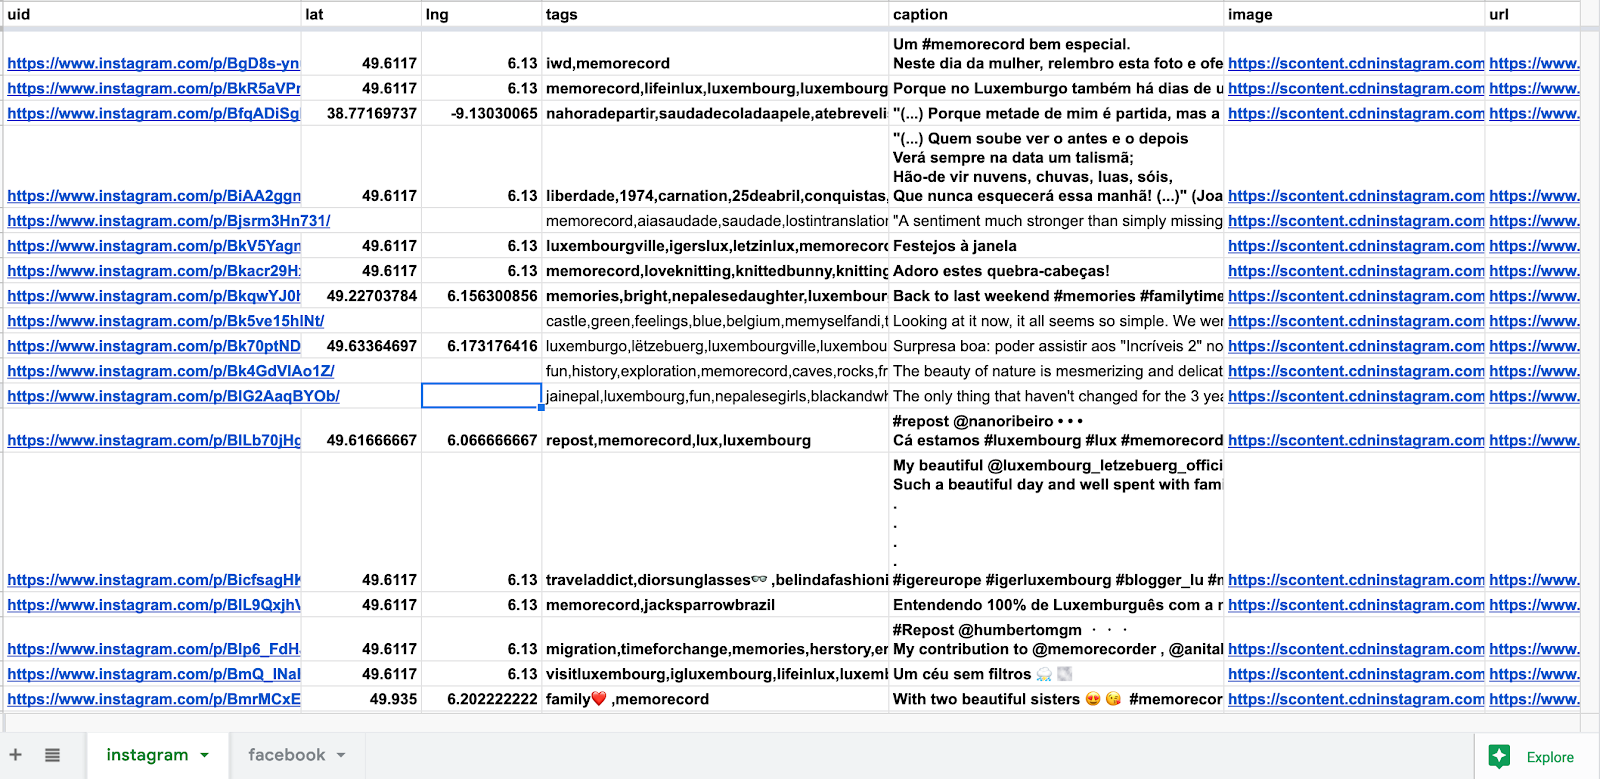 uid lat lng tags caption image url
Um #memorecord bem especial.
https://www.instagram.com/p/BgD8s-yn 49.6117 6.13 iwd,memorecord Neste dia da mulher, relembro esta foto e ofe https://scontent.cdninstagram.com https://www.
https://www.instagram.com/p/BkR5aVPr 49.6117 6.13 memorecord,lifeinlux,luxembourg,luxembourg Porque no Luxemburgo também há dias de u https://scontent.cdninstagram.com https://www.
https://www.instagram.com/p/BfqADiSg 38.77169737 -9.13030065 nahoradepartir,saudadecoladaapele,atebreveli "(...) Porque metade de mim é partida, mas a https://scontent.cdninstagram.com https://www.
"(...) Quem soube ver o antes e o depois
Verá sempre na data um talismã;
Hão-de vir nuvens, chuvas, luas, sóis,
https://www.instagram.com/p/BiAA2ggn 49.6117 6.13 liberdade,1974,carnation,25deabril,conquistas, Que nunca esquecerá essa manhã! (...)" (Joa https://scontent.cdninstagram.com https://www.
https://www.instagram.com/p/Bjsrm3Hn731/ memorecord,aiasaudade,saudade,lostintranslation "A sentiment much stronger than simply missing https://scontent.cdninstagram.com https://www.
https://www.instagram.com/p/BkV5Yagn 49.6117 6.13 luxembourgville,igerslux,letzinlux,memorecord Festejos à janela https://scontent.cdninstagram.com https://www.
https://www.instagram.com/p/Bkacr29H 49.6117 6.13 memorecord,loveknitting,knittedbunny,knitting Adoro estes quebra-cabeças! https://scontent.cdninstagram.com https://www.
https://www.instagram.com/p/BkqwYJ0 49.22703784 6.156300856 memories,bright,nepalesedaughter,luxembour Back to last weekend #memories #familytime https://scontent.cdninstagram.com https://www.
https://www.instagram.com/p/Bk5ve15hlNt/ castle,green,feelings,blue,belgium,memyselfandi,t Looking at it now, it all seems so simple. We wer https://scontent.cdninstagram.com https://www.
https://www.instagram.com/p/Bk70ptND 49.63364697 6.173176416 luxemburgo,lëtzebuerg,luxembourgville,luxembou Surpresa boa: poder assistir aos "Incríveis 2" no https://scontent.cdninstagram.com https://www.
https://www.instagram.com/p/Bk4GdVlAo1Z/ fun,history,exploration,memorecord,caves,rocks,fr The beauty of nature is mesmerizing and delicat https://scontent.cdninstagram.com https://www.
https://www.instagram.com/p/BlG2AaqBYOb/ jainepal,luxembourg,fun,nepalesegirls,blackandwh The only thing that haven't changed for the 3 yea https://scontent.cdninstagram.com https://www.
#repost @nanoribeiro • • •
https://www.instagram.com/p/BlLb70jHg 49.61666667 6.066666667 repost,memorecord,lux,luxembourg Cá estamos #luxembourg #lux #memorecord https://scontent.cdninstagram.com https://www.
My beautiful @luxembourg_letzebuerg_offici
Such a beautiful day and well spent with fami
.
.
.
.
https://www.instagram.com/p/BicfsagHK 49.6117 6.13 traveladdict,diorsunglasses👓 ,belindafashioni #igereurope #igerluxembourg #blogger_lu #r https://scontent.cdninstagram.com https://www.
https://www.instagram.com/p/BlL9QxjhV 49.6117 6.13 memorecord,jacksparrowbrazil Entendendo 100% de Luxemburguês com a r https://scontent.cdninstagram.com https://www.
#Repost @humbertomgm ・・・
https://www.instagram.com/p/Blp6_FdH 49.6117 6.13 migration,timeforchange,memories,herstory,er My contribution to @memorecorder , @anital https://scontent.cdninstagram.com https://www.
https://www.instagram.com/p/BmQ_lNal 49.6117 6.13 visitluxembourg,igluxembourg,lifeinlux,luxemb Um céu sem filtros 🌧 https://scontent.cdninstagram.com https://www.
https://www.instagram.com/p/BmrMCxE 49.935 6.202222222 family❤️ ,memorecord With two beautiful sisters 😍 😘 #memorecor https://scontent.cdninstagram.com https://www.
+ instagram facebook Explore